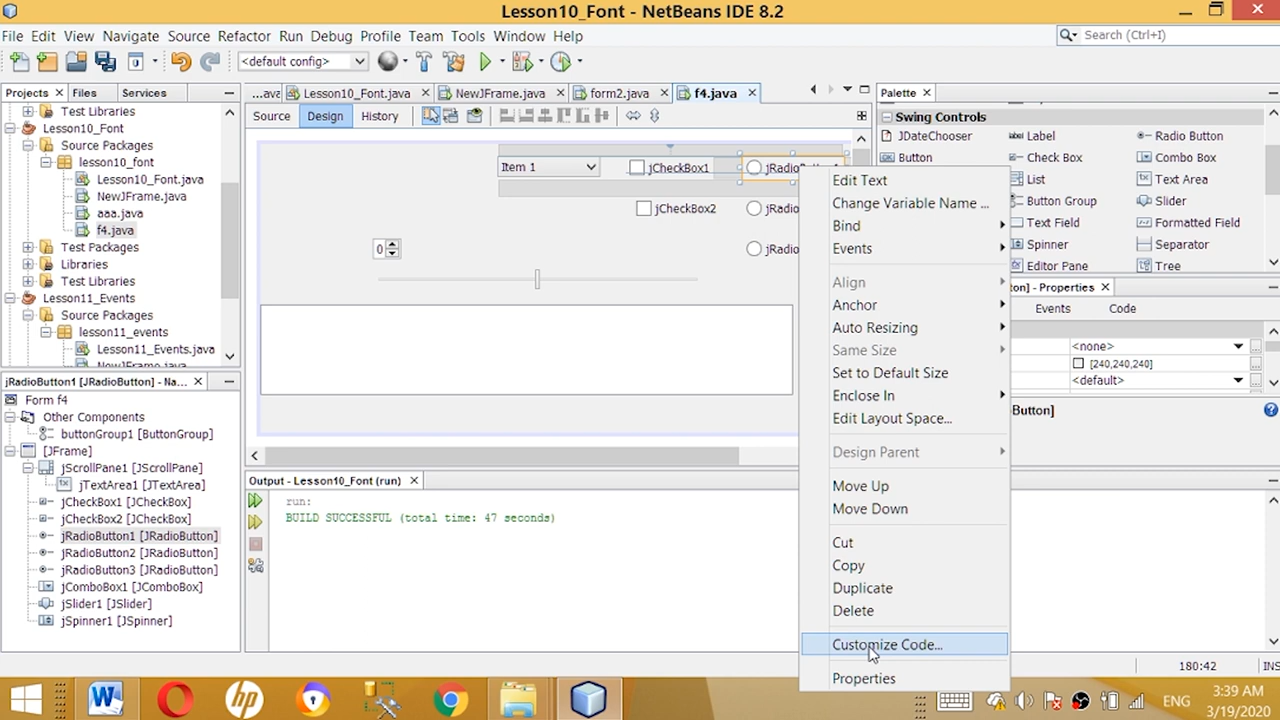 Lesson10_Font - NetBeans IDE 8.2
File Edit View Navigate Source Refactor Run Debug Profile Team Tools Window Help
Search (Ctrl+I)
<default config>
Projects Files Services
...ava Lesson10_Font.java NewJFrame.java form2.java f4.java
Palette
Source Design History
Test Libraries
Lesson10_Font
Source Packages
lesson10_font
Lesson10_Font.java
NewJFrame.java
aaa.java
f4.java
Test Packages
Libraries
Test Libraries
Lesson11_Events
Source Packages
lesson11_events
Lesson11_Events.java
NewJFrame.java
Item 1 jCheckBox1
jCheckBox2 jRadio
0 jRadio
Swing Controls
JDateChooser Label Radio Button
Button Check Box Combo Box
List Text Area
Button Group Slider
Text Field Formatted Field
Spinner Separator
Editor Pane Tree
Edit Text
Change Variable Name ...
Bind
Events
Align
Anchor
Auto Resizing
Same Size
Set to Default Size
Enclose In
Edit Layout Space...
Design Parent
Move Up
Move Down
Cut
Copy
Duplicate
Delete
Customize Code...
Properties
ton] - Properties
Events Code
<none>
[240,240,240]
<default>
Button]
jRadioButton1 [JRadioButton] - Na...
Form f4
Other Components
buttonGroup1 [ButtonGroup]
[JFrame]
jScrollPane1 [JScrollPane]
jTextArea1 [JTextArea]
jCheckBox1 [JCheckBox]
jCheckBox2 [JCheckBox]
jRadioButton1 [JRadioButton]
jRadioButton2 [JRadioButton]
jRadioButton3 [JRadioButton]
jComboBox1 [JComboBox]
jSlider1 [JSlider]
jSpinner1 [JSpinner]
Output - Lesson10_Font (run)
run:
BUILD SUCCESSFUL (total time: 47 seconds)
180:42 INS
ENG
3:39 AM
3/19/2020